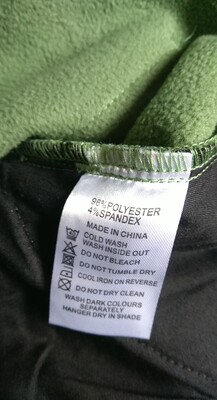 96%POLYESTER
4%SPANDEX
MADE IN CHINA
COLD WASH
WASH INSIDE OUT
DO NOT BLEACH
DO NOT TUMBLE DRY
COOL IRON ON REVERSE
DO NOT DRY CLEAN
WASH DARK COLOURS
SEPARATELY
HANGER DRY IN SHADE